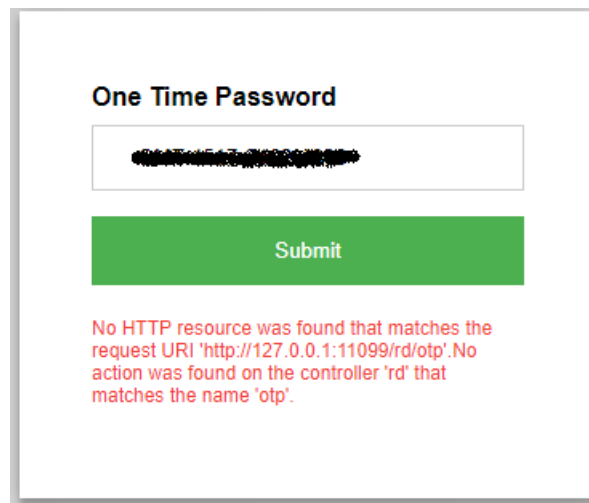 One Time Password
Submit
No HTTP resource was found that matches the
request URI 'http://127.0.0.1:11099/rd/otp'.No
action was found on the controller 'rd' that
matches the name 'otp'.